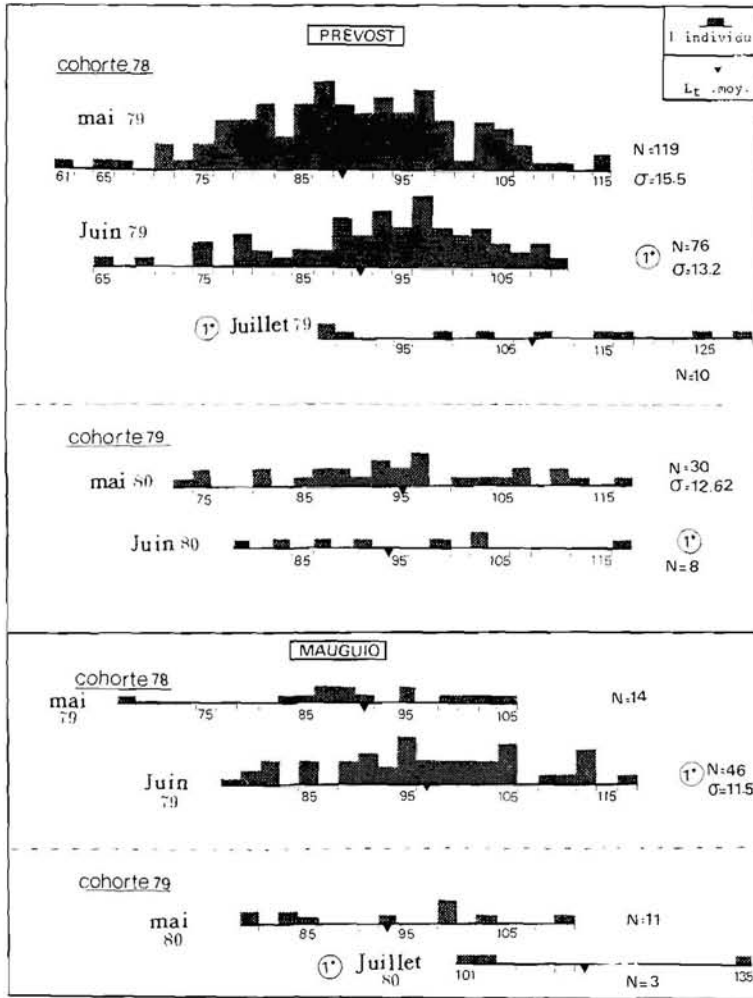 PREVOST
1 individu
Lt .moy.
cohorte 78
mai 79
N=119
σ=15.5
61 65 75 85 95 105 115
Juin 79
1*
N=76
σ=13.2
65 75 85 95 105
1* Juillet 79
95 105 115 125
N=10
cohorte 79
mai 80
N=30
σ=12.62
75 85 95 105 115
Juin 80
1*
N=8
85 95 105 115
MAUGUIO
cohorte 78
mai
79
N=14
75 85 95 105
Juin
79
1* N=46
σ=11.5
85 95 105 115
cohorte 79
mai
80
N=11
85 95 105
1* Juillet
80
101 135
N=3